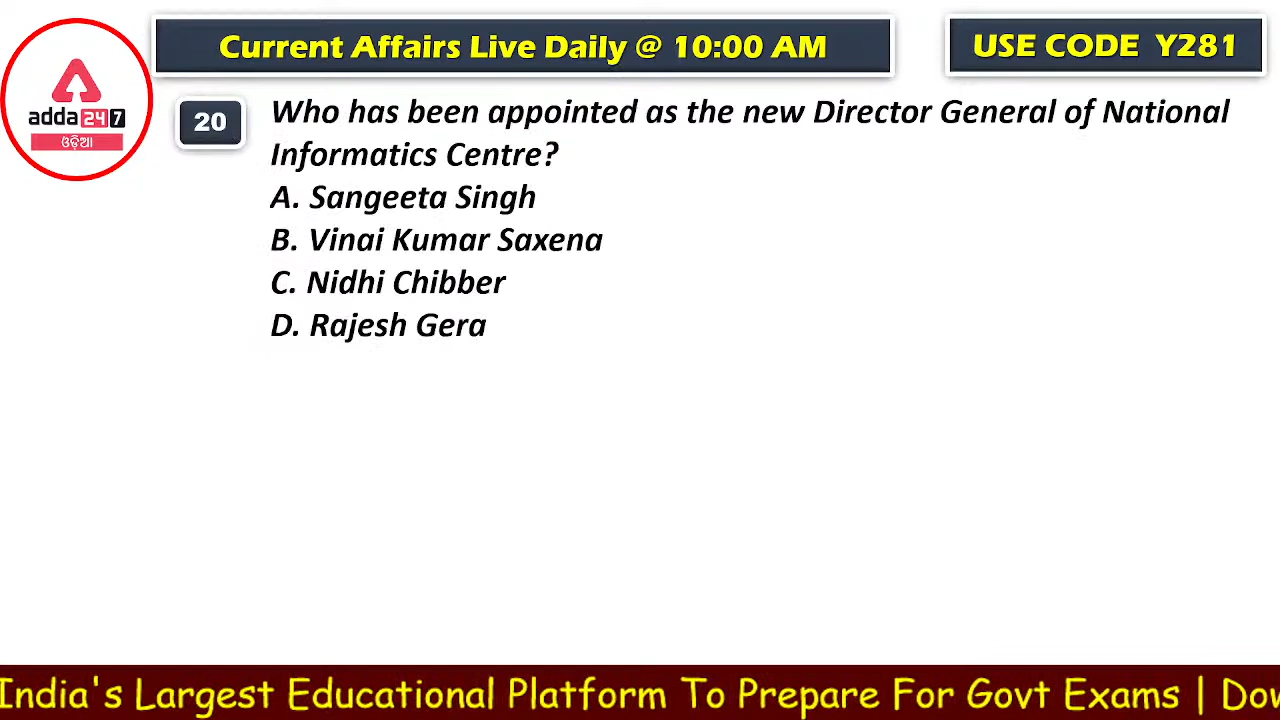 Current Affairs Live Daily @ 10:00 AM
USE CODE Y281
adda 24 7
ଓଡ଼ିଆ
20
Who has been appointed as the new Director General of National
Informatics Centre?
A. Sangeeta Singh
B. Vinai Kumar Saxena
C. Nidhi Chibber
D. Rajesh Gera
India's Largest Educational Platform To Prepare For Govt Exams |